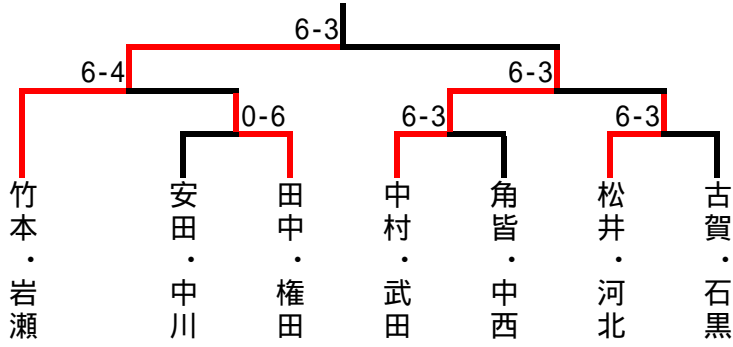 6-3
6-4
6-3
0-6
6-3
6-3
竹本・岩瀬
安田・中川
田中・権田
中村・武田
角皆・中西
松井・河北
古賀・石黒